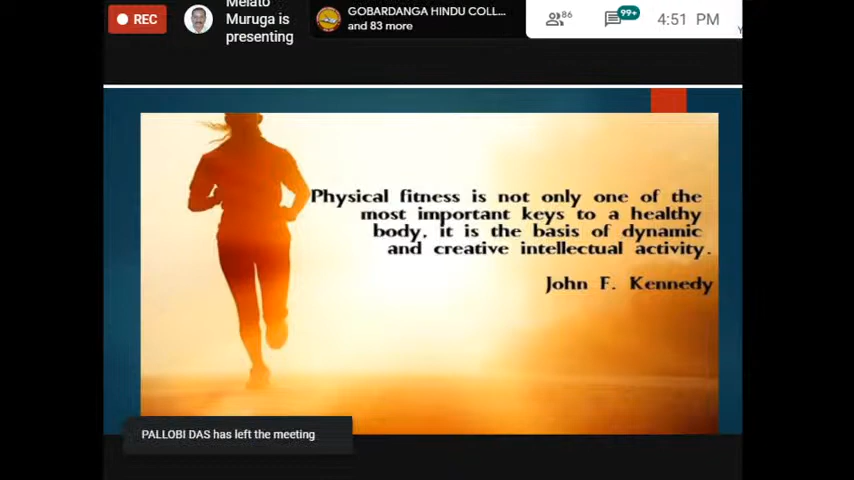 REC
Melato
Muruga is
presenting
GOBARDANGA HINDU COLL...
and 83 more
86
99+
4:51 PM
Physical fitness is not only one of the
most important keys to a healthy
body, it is the basis of dynamic
and creative intellectual activity.
John F. Kennedy
PALLOBI DAS has left the meeting